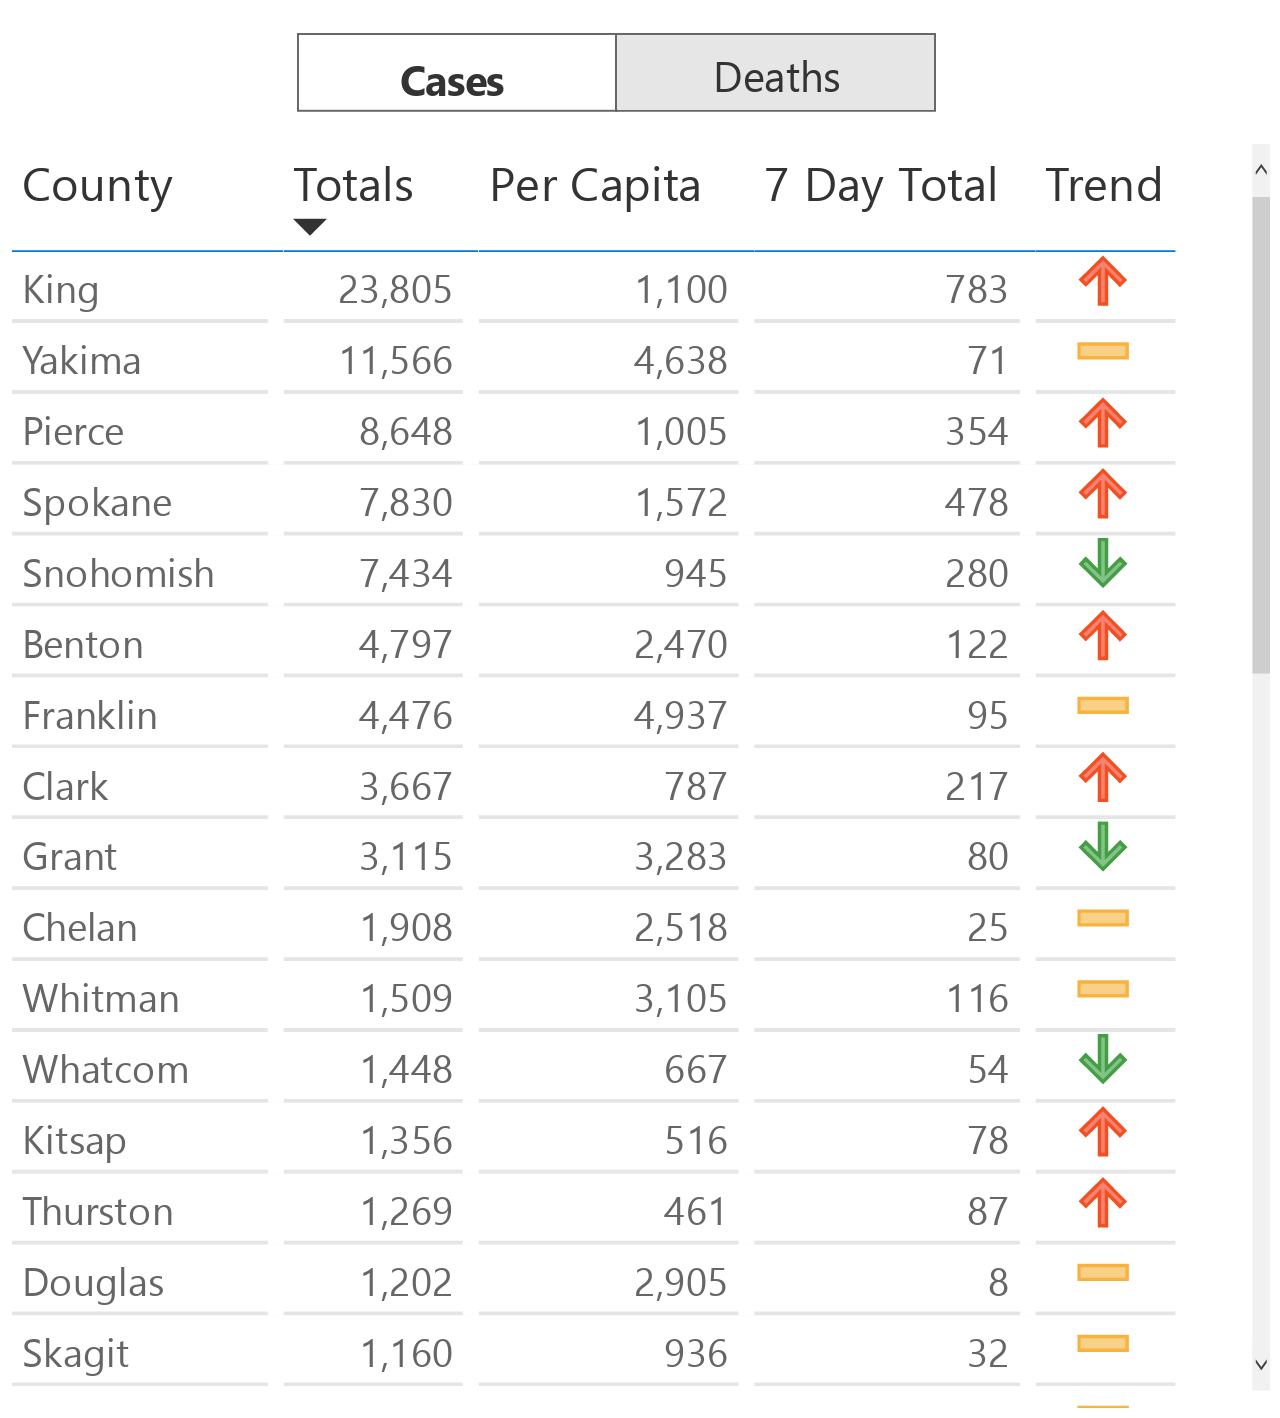 Cases Deaths
County Totals Per Capita 7 Day Total Trend
King 23,805 1,100 783
Yakima 11,566 4,638 71
Pierce 8,648 1,005 354
Spokane 7,830 1,572 478
Snohomish 7,434 945 280
Benton 4,797 2,470 122
Franklin 4,476 4,937 95
Clark 3,667 787 217
Grant 3,115 3,283 80
Chelan 1,908 2,518 25
Whitman 1,509 3,105 116
Whatcom 1,448 667 54
Kitsap 1,356 516 78
Thurston 1,269 461 87
Douglas 1,202 2,905 8
Skagit 1,160 936 32